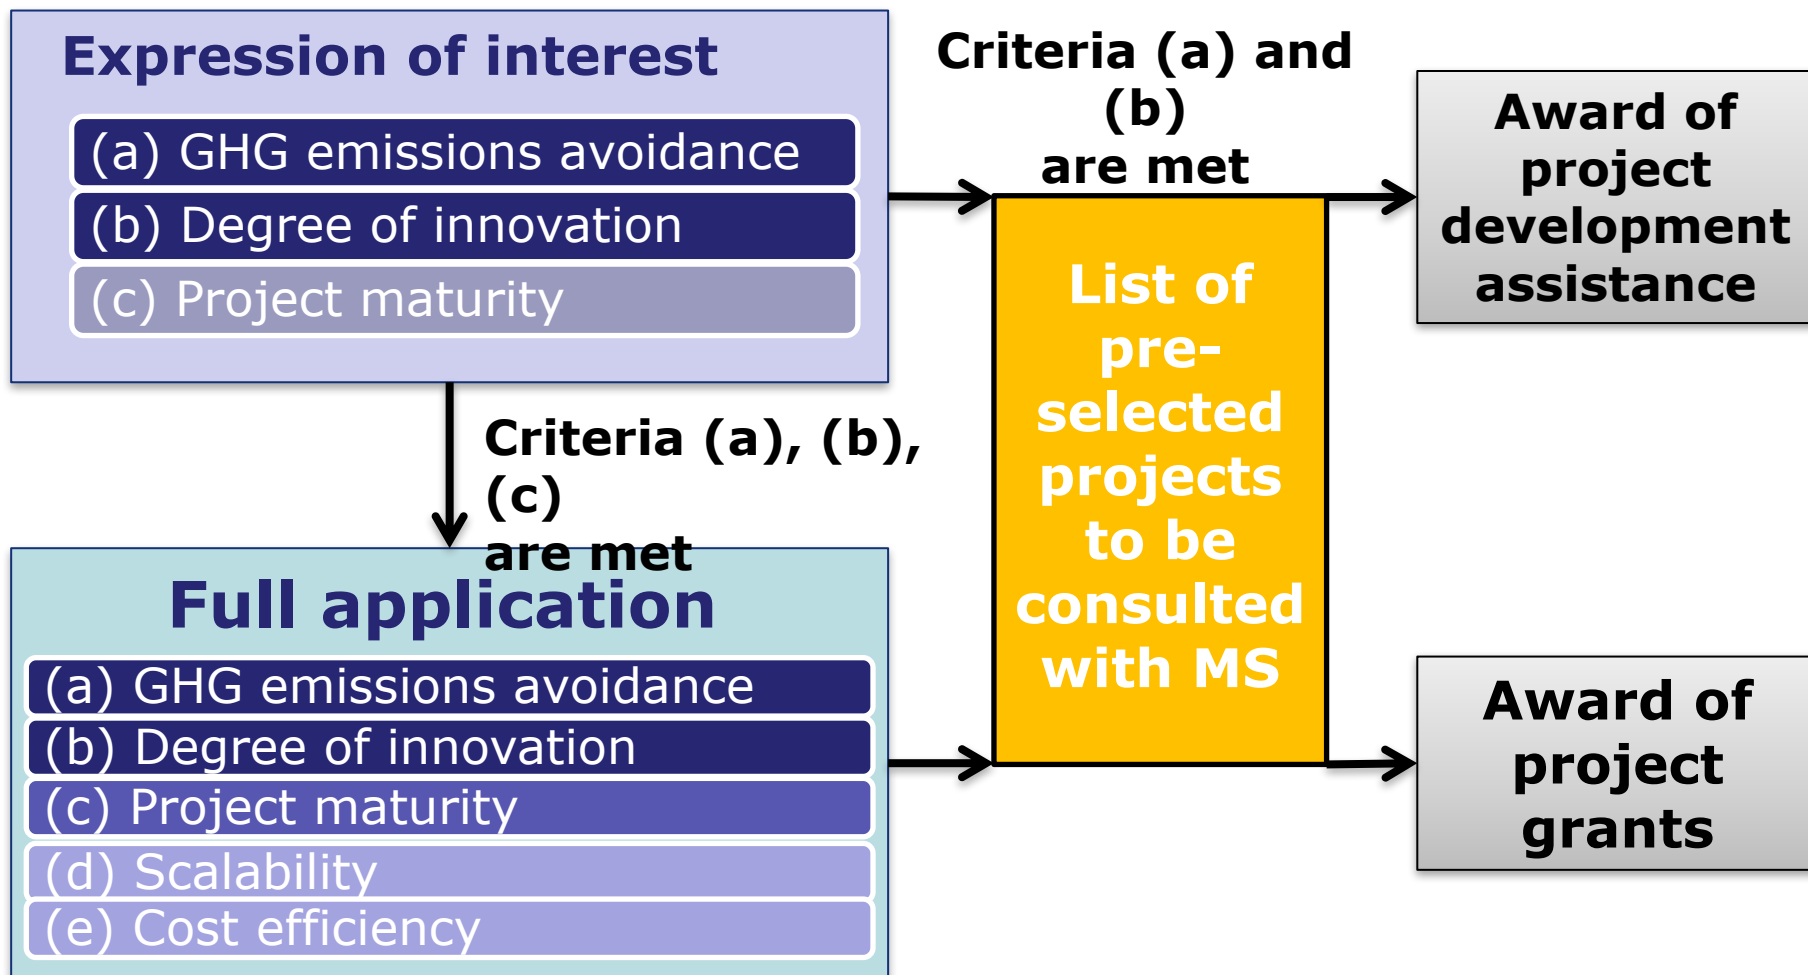 Expression of interest
(a) GHG emissions avoidance
(b) Degree of innovation
(c) Project maturity
Criteria (a) and
(b)
are met
Award of
project
development
assistance
List of
pre-
selected
projects
to be
consulted
with MS
Criteria (a), (b),
(c)
are met
Full application
(a) GHG emissions avoidance
(b) Degree of innovation
(c) Project maturity
(d) Scalability
(e) Cost efficiency
Award of
project
grants